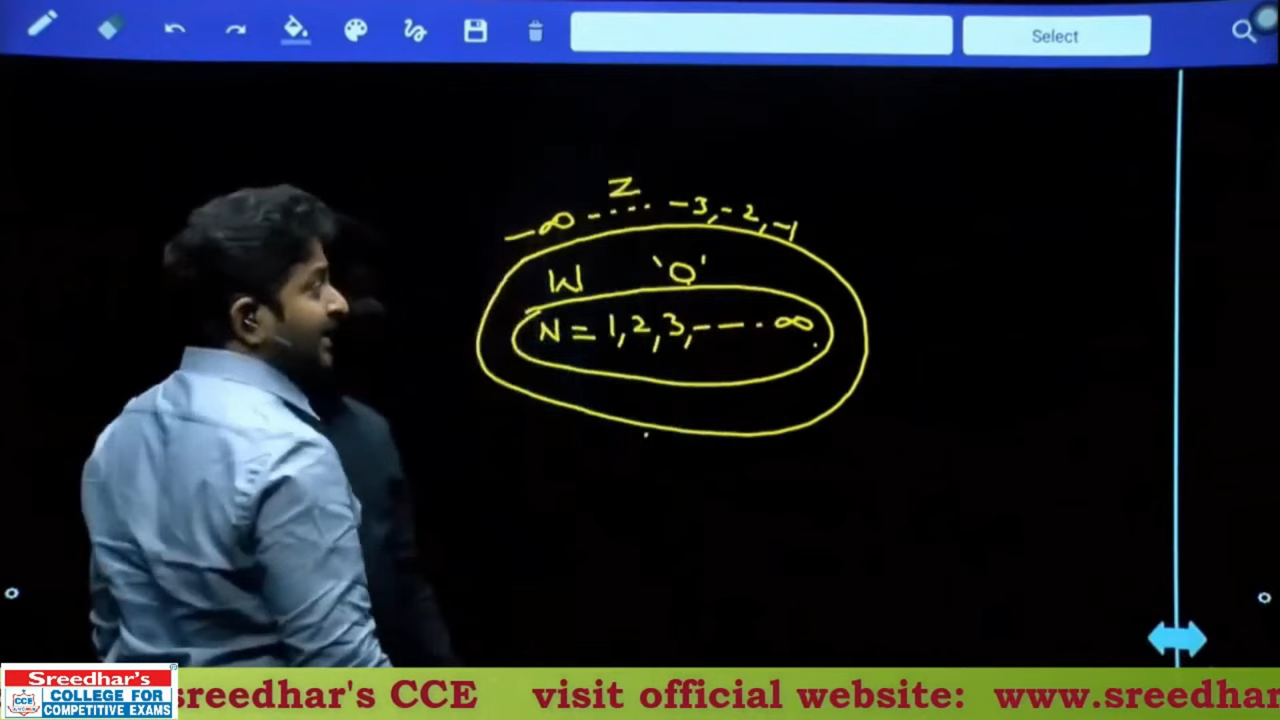 Select
Z
-∞ - . . . . -3, -2, -1
W '0'
N = 1, 2, 3, - - - . ∞
Sreedhar's
CCE
COLLEGE FOR
COMPETITIVE EXAMS
sreedhar's CCE visit official website: www.sreedhar